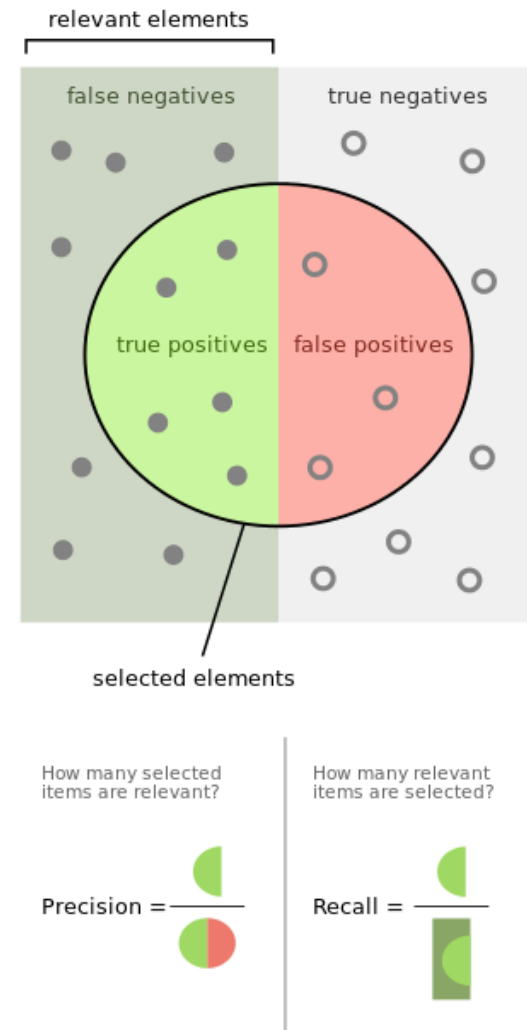 relevant elements
false negatives
true negatives
true positives
false positives
selected elements
How many selected
items are relevant?
How many relevant
items are selected?
Precision =
Recall =